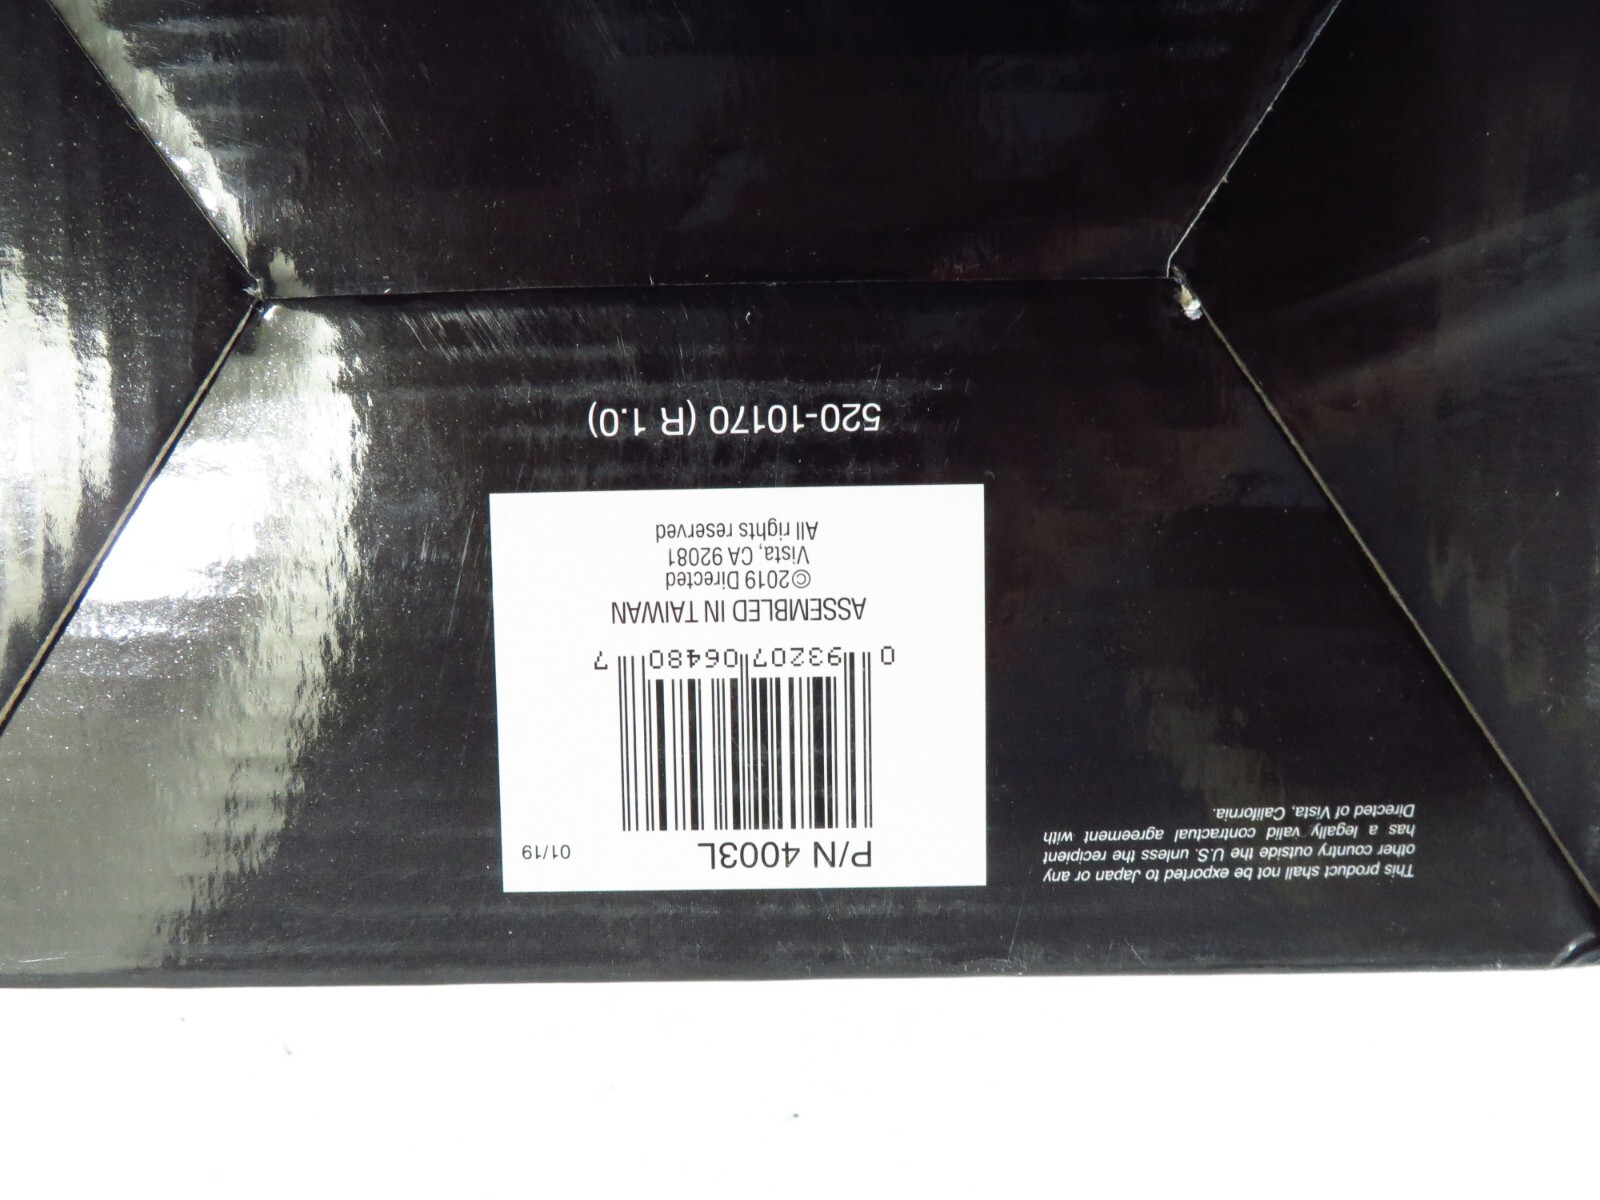 This product shall not be exported to Japan or any
other country outside the U.S. unless the recipient
has a legally valid contractual agreement with
Directed of Vista, California.
P/N 4003L 01/19
0 93207 06480 7
ASSEMBLED IN TAIWAN
©2019 Directed
Vista, CA 92081
All rights reserved
520-10170 (R 1.0)